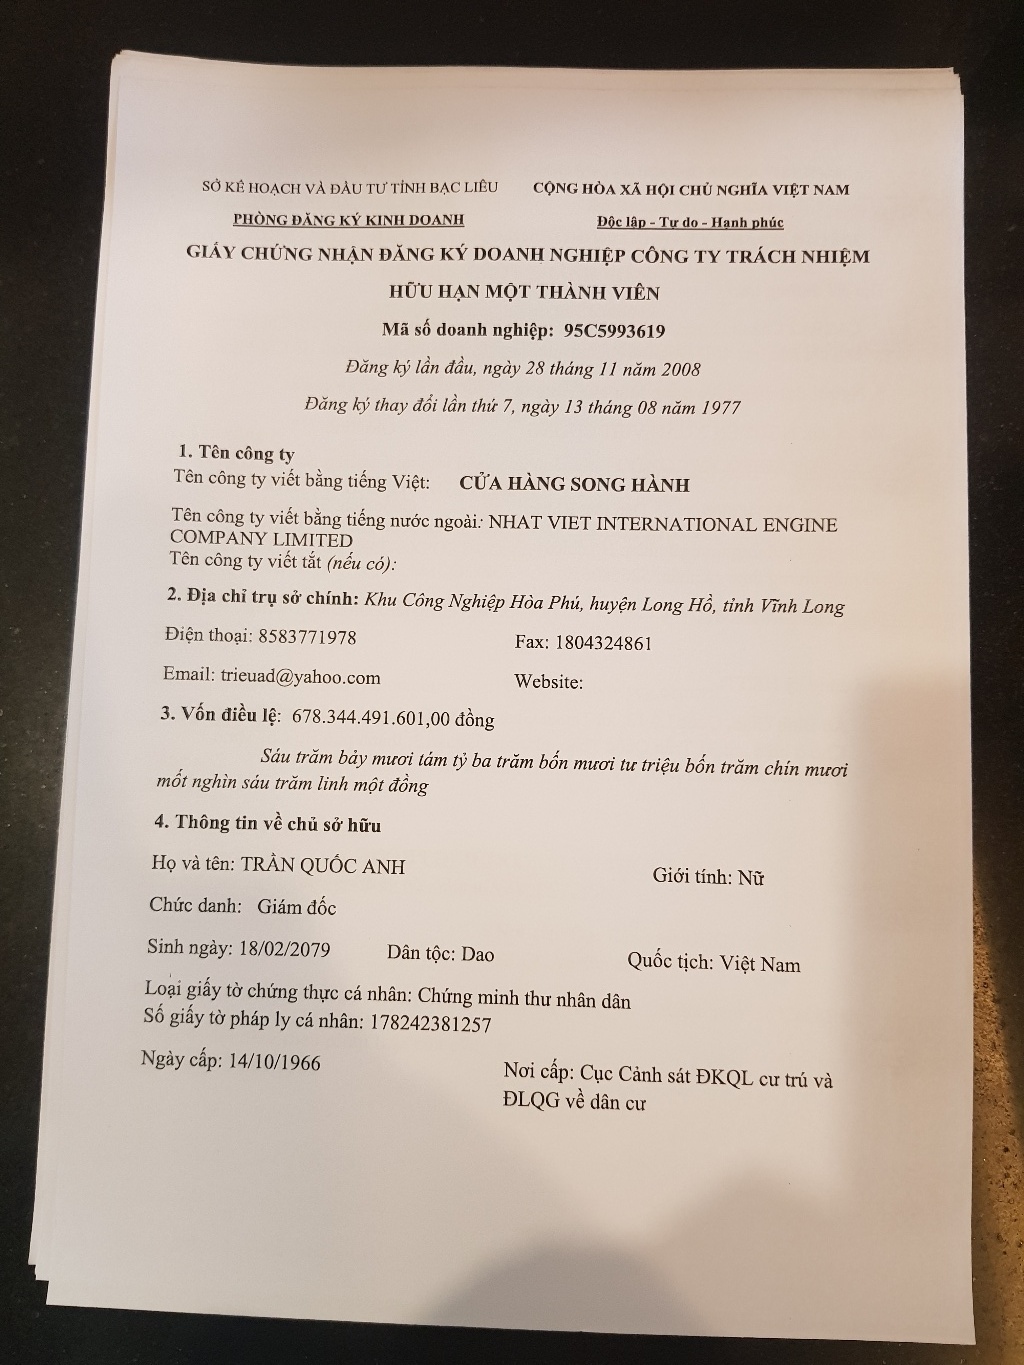 SỞ KẾ HOẠCH VÀ ĐẦU TƯ TỈNH BẠC LIÊU
CỘNG HÒA XÃ HỘI CHỦ NGHĨA VIỆT NAM
PHÒNG ĐĂNG KÝ KINH DOANH
Độc lập - Tự do - Hạnh phúc
GIẤY CHỨNG NHẬN ĐĂNG KÝ DOANH NGHIỆP CÔNG TY TRÁCH NHIỆM
HỮU HẠN MỘT THÀNH VIÊN
Mã số doanh nghiệp: 95C5993619
Đăng ký lần đầu, ngày 28 tháng 11 năm 2008
Đăng ký thay đổi lần thứ 7, ngày 13 tháng 08 năm 1977
1. Tên công ty
Tên công ty viết bằng tiếng Việt: CỬA HÀNG SONG HÀNH
Tên công ty viết bằng tiếng nước ngoài: NHAT VIET INTERNATIONAL ENGINE
COMPANY LIMITED
Tên công ty viết tắt (nếu có):
2. Địa chỉ trụ sở chính: Khu Công Nghiệp Hòa Phú, huyện Long Hồ, tỉnh Vĩnh Long
Điện thoại: 8583771978
Fax: 1804324861
Email: trieuad@yahoo.com
Website:
3. Vốn điều lệ: 678.344.491.601,00 đồng
Sáu trăm bảy mươi tám tỷ ba trăm bốn mươi tư triệu bốn trăm chín mươi
mốt nghìn sáu trăm linh một đồng
4. Thông tin về chủ sở hữu
Họ và tên: TRẦN QUỐC ANH
Giới tính: Nữ
Chức danh: Giám đốc
Sinh ngày: 18/02/2079
Dân tộc: Dao
Quốc tịch: Việt Nam
Loại giấy tờ chứng thực cá nhân: Chứng minh thư nhân dân
Số giấy tờ pháp ly cá nhân: 178242381257
Ngày cấp: 14/10/1966
Nơi cấp: Cục Cảnh sát ĐKQL cư trú và
ĐLQG về dân cư